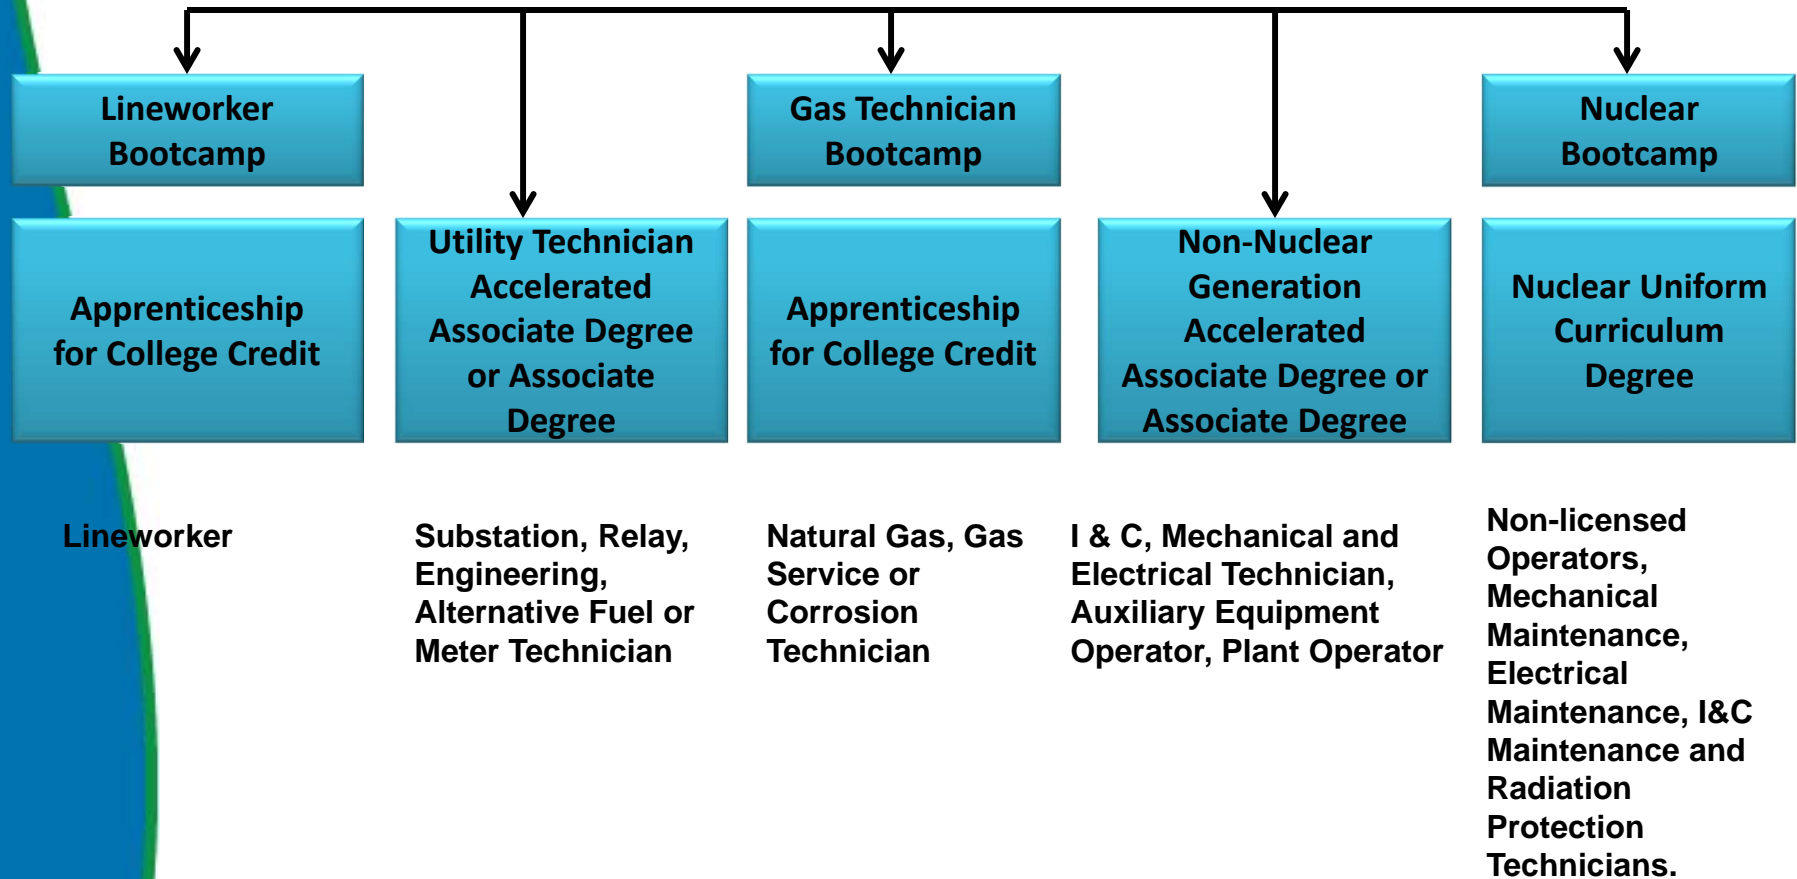 Lineworker
Bootcamp
Gas Technician
Bootcamp
Nuclear
Bootcamp
Apprenticeship
for College Credit
Utility Technician
Accelerated
Associate Degree
or Associate
Degree
Apprenticeship
for College Credit
Non-Nuclear
Generation
Accelerated
Associate Degree or
Associate Degree
Nuclear Uniform
Curriculum
Degree
Lineworker
Substation, Relay,
Engineering,
Alternative Fuel or
Meter Technician
Natural Gas, Gas
Service or
Corrosion
Technician
I & C, Mechanical and
Electrical Technician,
Auxiliary Equipment
Operator, Plant Operator
Non-licensed
Operators,
Mechanical
Maintenance,
Electrical
Maintenance, I&C
Maintenance and
Radiation
Protection
Technicians.